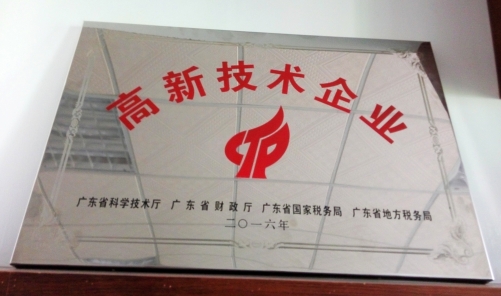 高新技术企业
广东省科学技术厅 广东省财政厅 广东省国家税务局 广东省地方税务局
二〇一六年